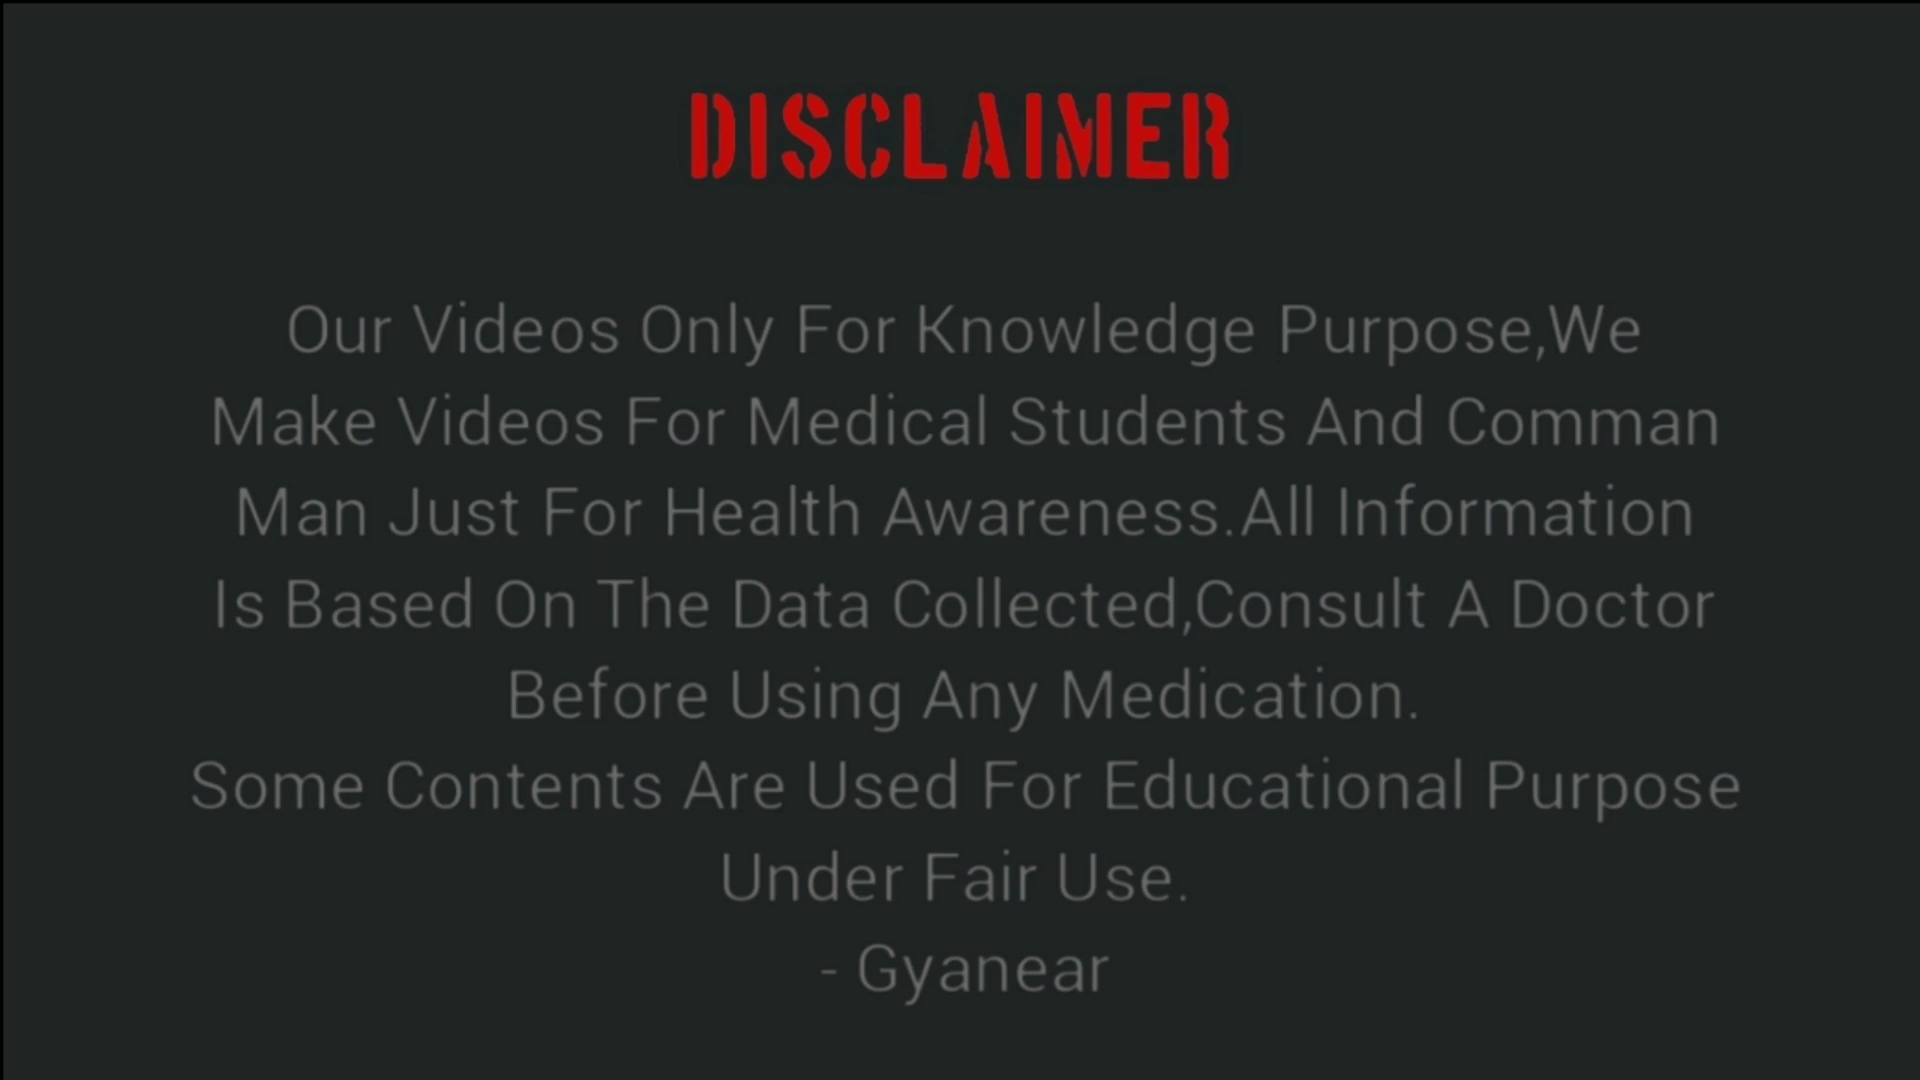 DISCLAIMER
Our Videos Only For Knowledge Purpose,We
Make Videos For Medical Students And Comman
Man Just For Health Awareness.All Information
Is Based On The Data Collected,Consult A Doctor
Before Using Any Medication.
Some Contents Are Used For Educational Purpose
Under Fair Use.
- Gyanear